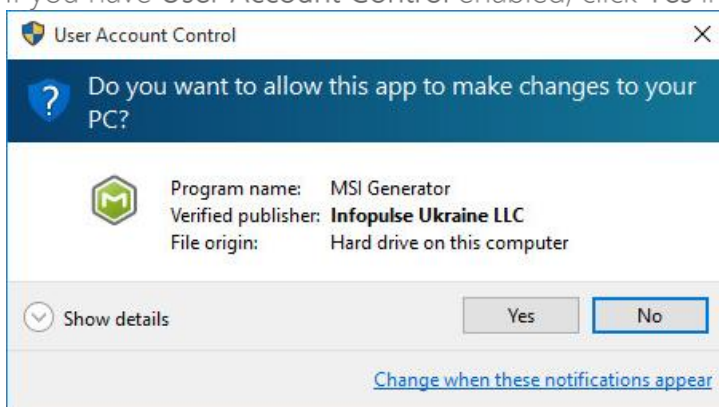 If you have User Account Control enabled, click Yes i
User Account Control
Do you want to allow this app to make changes to your
PC?
Program name: MSI Generator
Verified publisher: Infopulse Ukraine LLC
File origin: Hard drive on this computer
Show details
Yes
No
Change when these notifications appear